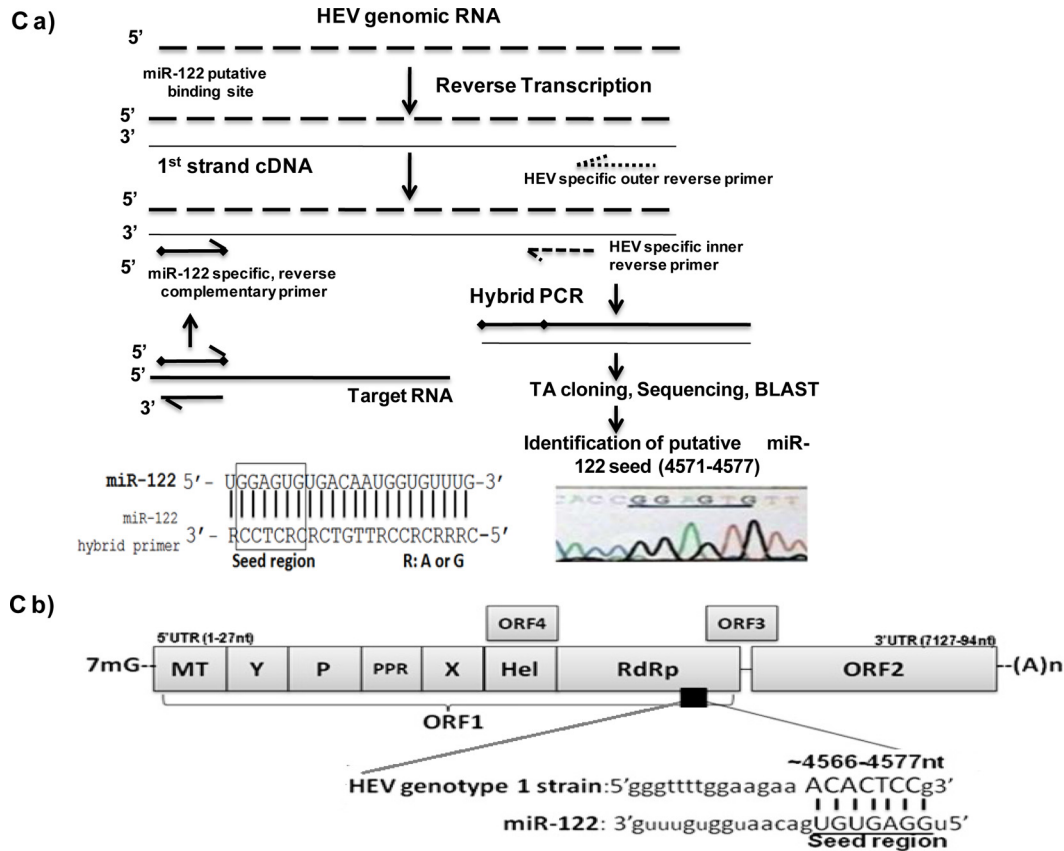 C a)
HEV genomic RNA
5’
miR-122 putative
binding site
Reverse Transcription
5’
3’
1st strand cDNA
HEV specific outer reverse primer
5’
3’
5’
miR-122 specific, reverse
complementary primer
HEV specific inner
reverse primer
Hybrid PCR
5’
5’
Target RNA
3’
TA cloning, Sequencing, BLAST
Identification of putative miR-
122 seed (4571-4577)
miR-122 5’- UGGAGUGUGACAAUGGUGUUUG-3’
miR-122
hybrid primer 3’- RCCTCRCRCTGTTRCCRCRRRC-5’
Seed region R: A or G
CACC GGAGTG TT
C b)
ORF4
ORF3
5’UTR (1-27nt)
3’UTR (7127-94nt)
7mG MT Y P PPR X Hel RdRp ORF2 (A)n
ORF1
~4566-4577nt
HEV genotype 1 strain:5’gggttttggaagaa ACACTCCg3’
miR-122: 3’guuugugguaacagUGUGAGGu5’
Seed region